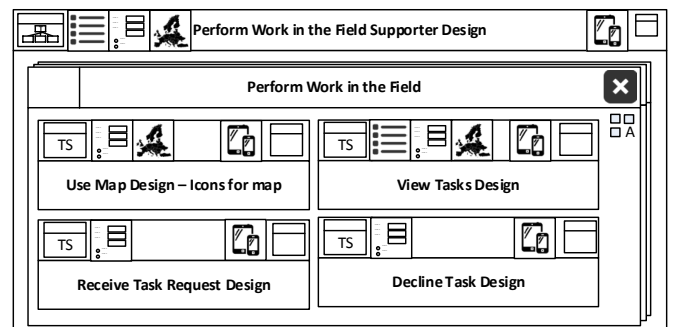 Perform Work in the Field Supporter Design
Perform Work in the Field
A
TS
TS
Use Map Design – Icons for map
View Tasks Design
TS
TS
Receive Task Request Design
Decline Task Design